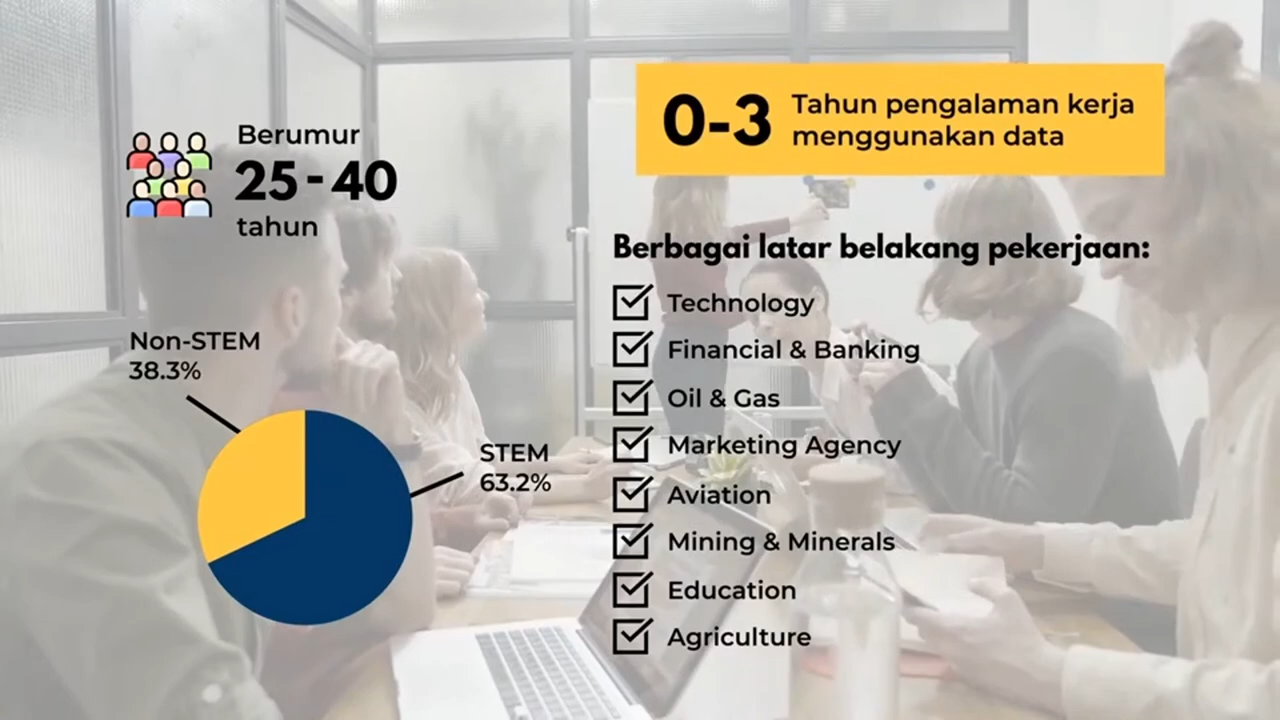 Berumur
25-40
tahun
Non-STEM
38.3%
STEM
63.2%
0-3
Tahun pengalaman kerja
menggunakan data
Berbagai latar belakang pekerjaan:
Technology
Financial & Banking
Oil & Gas
Marketing Agency
Aviation
Mining & Minerals
Education
Agriculture